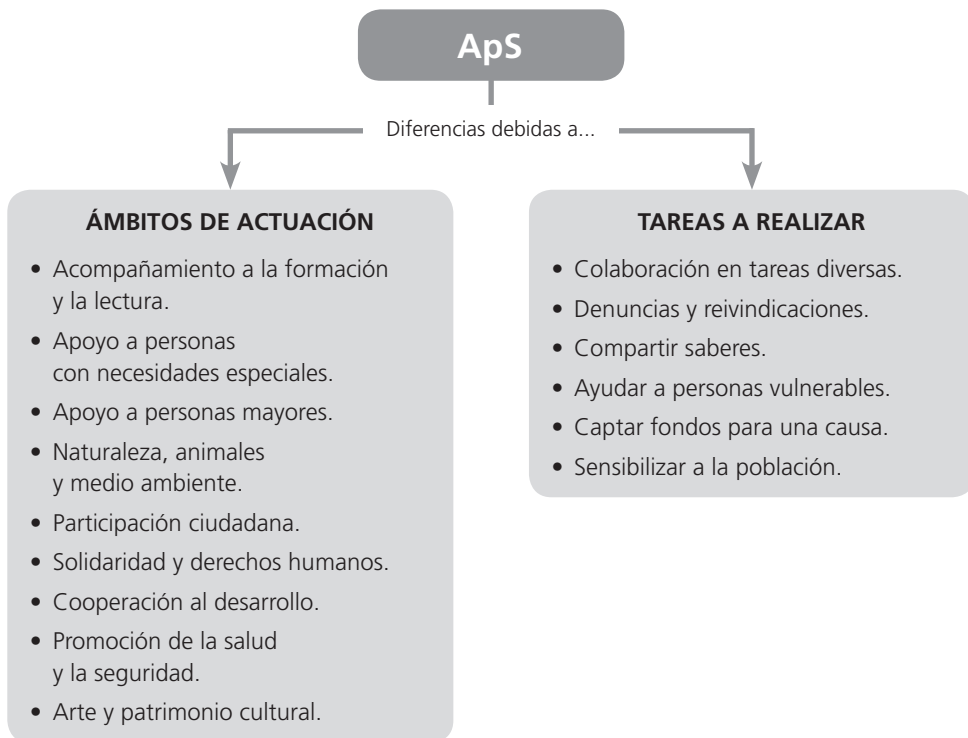 ApS
Diferencias debidas a...
ÁMBITOS DE ACTUACIÓN
• Acompañamiento a la formación
y la lectura.
• Apoyo a personas
con necesidades especiales.
• Apoyo a personas mayores.
• Naturaleza, animales
y medio ambiente.
• Participación ciudadana.
• Solidaridad y derechos humanos.
• Cooperación al desarrollo.
• Promoción de la salud
y la seguridad.
• Arte y patrimonio cultural.
TAREAS A REALIZAR
• Colaboración en tareas diversas.
• Denuncias y reivindicaciones.
• Compartir saberes.
• Ayudar a personas vulnerables.
• Captar fondos para una causa.
• Sensibilizar a la población.